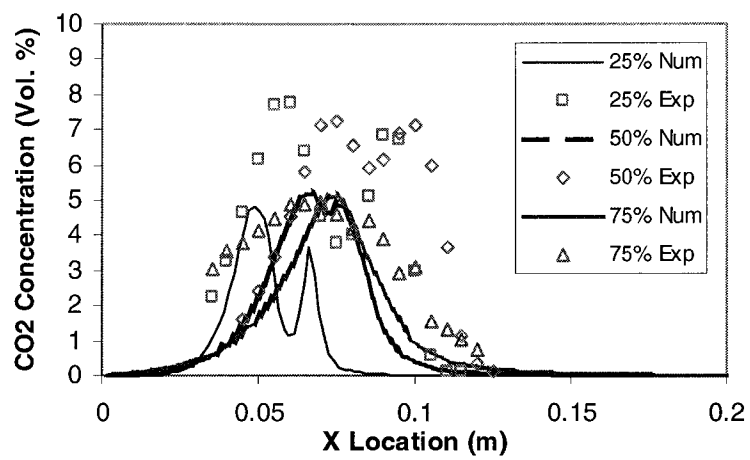 CO2 Concentration (Vol. %)
10
9
8
7
6
5
4
3
2
1
0
0
0.05
0.1
0.15
0.2
X Location (m)
25% Num
25% Exp
50% Num
50% Exp
75% Num
75% Exp